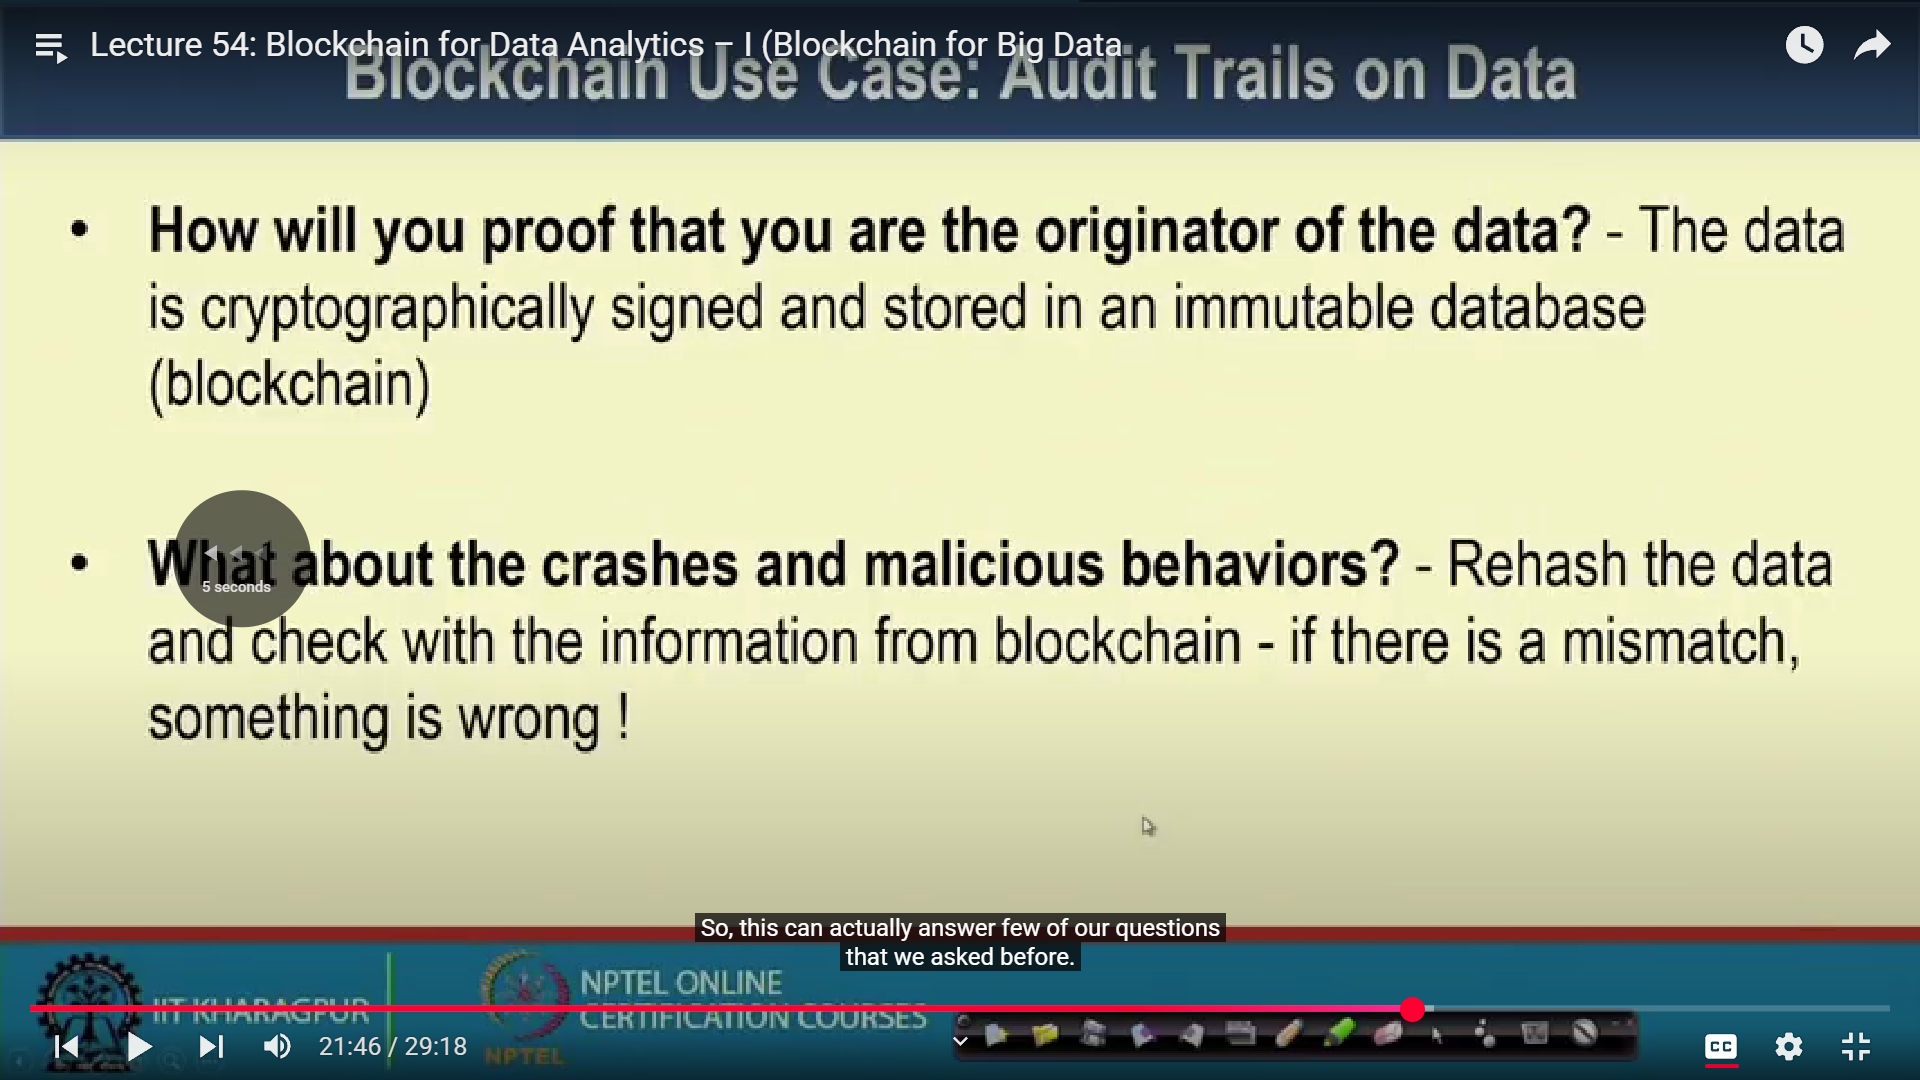 Lecture 54: Blockchain for Data Analytics – I (Blockchain for Big Data
Blockchain Use Case: Audit Trails on Data
• How will you proof that you are the originator of the data? - The data
is cryptographically signed and stored in an immutable database
(blockchain)
• What about the crashes and malicious behaviors? - Rehash the data
and check with the information from blockchain - if there is a mismatch,
something is wrong !
5 seconds
So, this can actually answer few of our questions
that we asked before.
IIT KHARAGPUR
NPTEL ONLINE
CERTIFICATION COURSES
NPTEL
21:46 / 29:18
CC